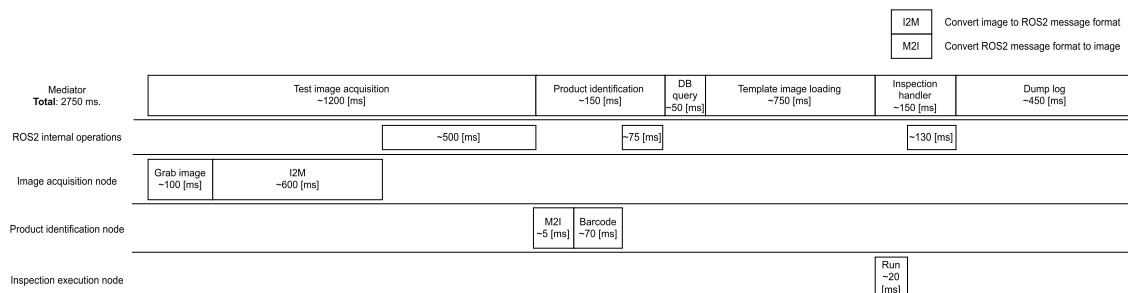 I2M Convert image to ROS2 message format
M2I Convert ROS2 message format to image
Mediator
Total: 2750 ms.
Test image acquisition
~1200 [ms]
Product identification
~150 [ms]
DB
query
~50 [ms]
Template image loading
~750 [ms]
Inspection
handler
~150 [ms]
Dump log
~450 [ms]
ROS2 internal operations
~500 [ms]
~75 [ms]
~130 [ms]
Image acquisition node
Grab image
~100 [ms]
I2M
~600 [ms]
Product identification node
M2I
~5 [ms]
Barcode
~70 [ms]
Inspection execution node
Run
~20
[ms]